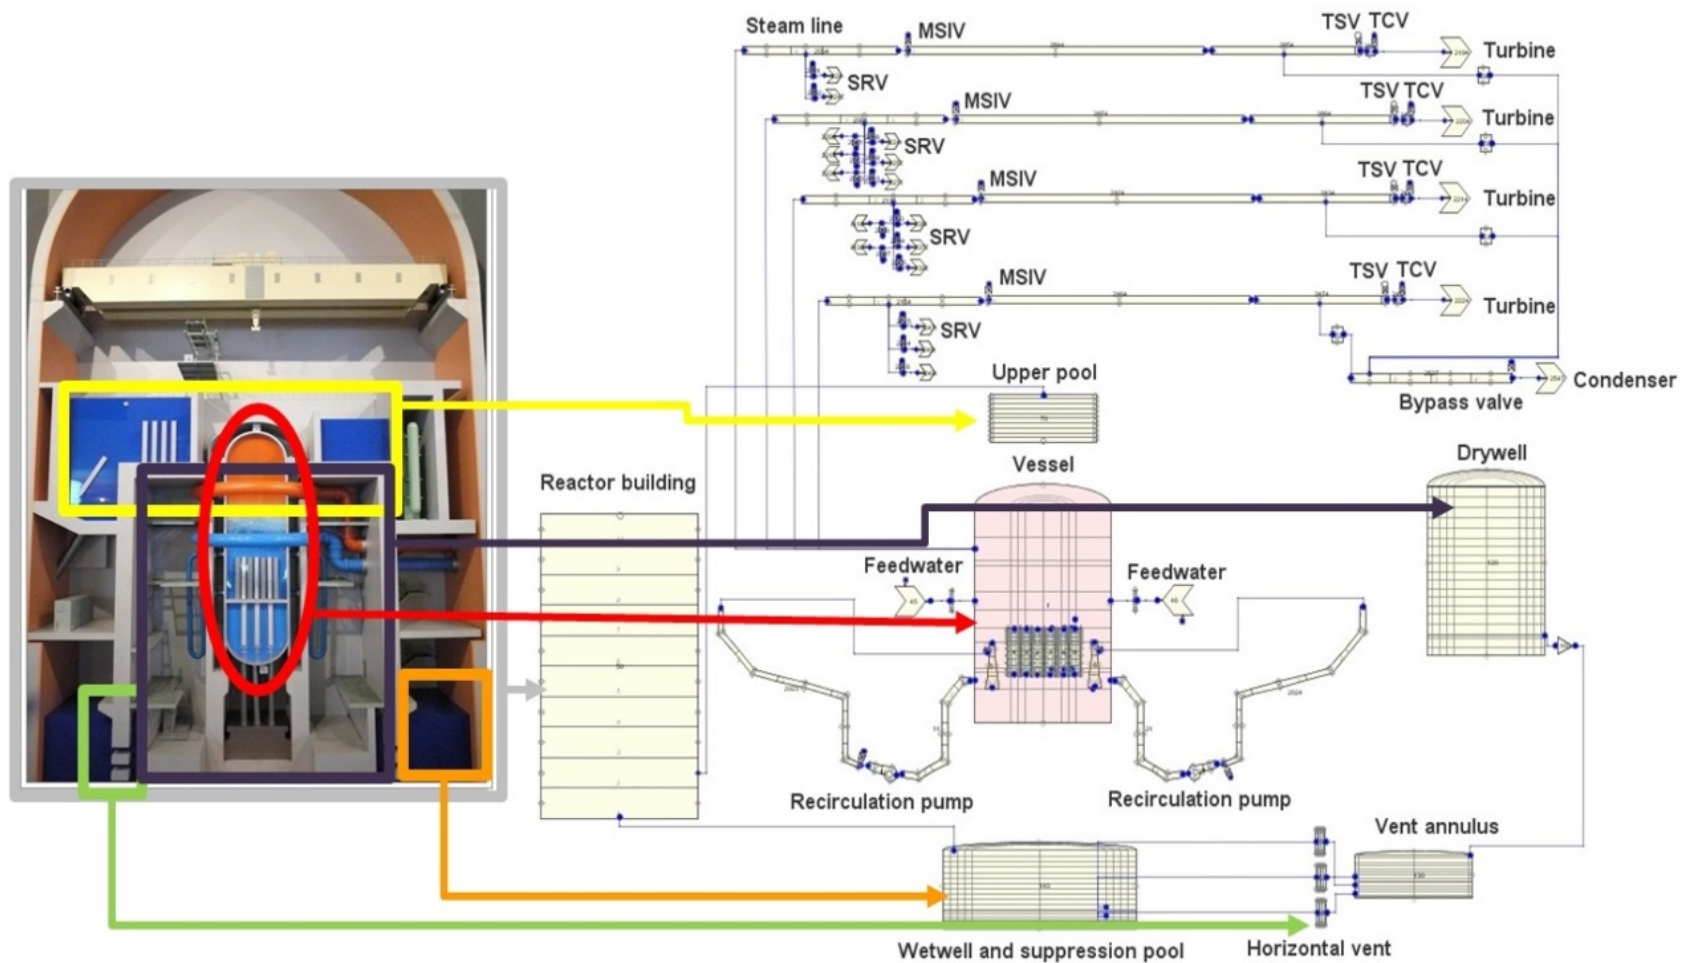 Steam line
MSIV
TSV TCV
Turbine
SRV
MSIV
TSV TCV
Turbine
SRV
MSIV
TSV TCV
Turbine
SRV
MSIV
TSV TCV
Turbine
SRV
Upper pool
Condenser
Bypass valve
Drywell
Vessel
Reactor building
Feedwater
Feedwater
Recirculation pump
Recirculation pump
Vent annulus
Wetwell and suppression pool
Horizontal vent